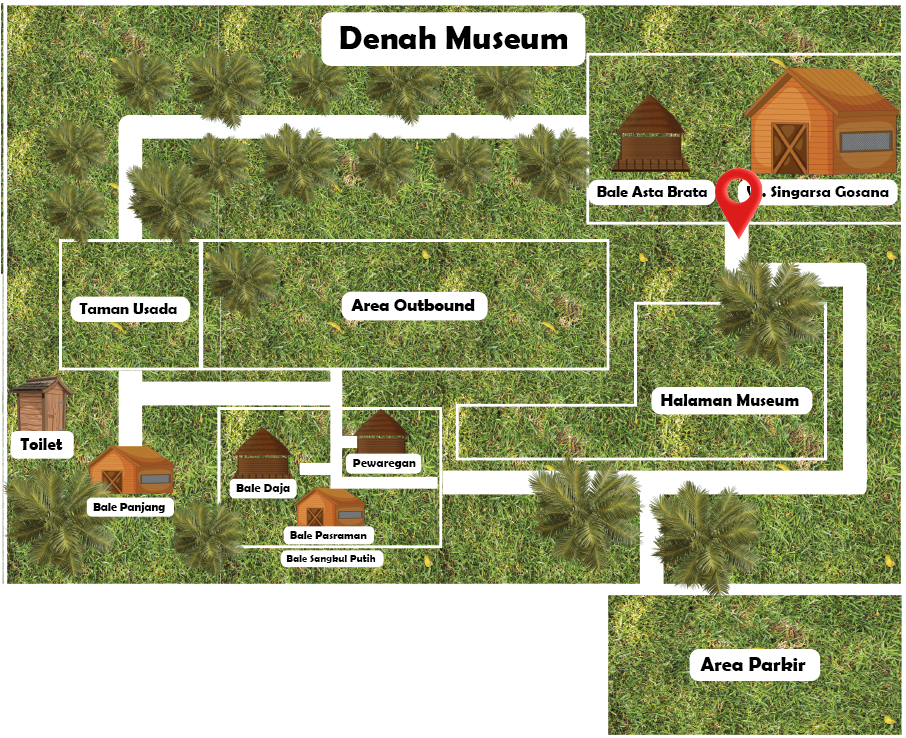 Denah Museum
Bale Asta Brata
. Singarsa Gosana
Taman Usada
Area Outbound
Halaman Museum
Toilet
Pewaregan
Bale Daja
Bale Panjang
Bale Pasraman
Bale Sangkul Putih
Area Parkir